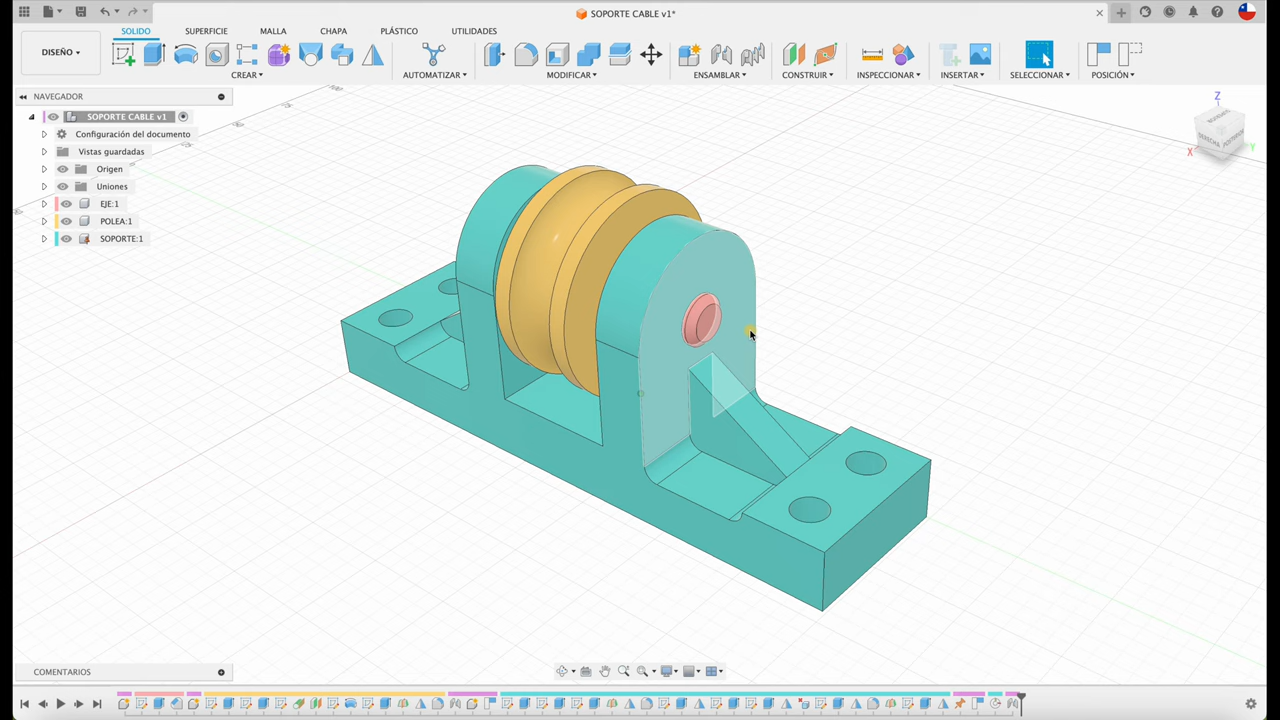 SOPORTE CABLE v1*
SOLIDO SUPERFICIE MALLA CHAPA PLÁSTICO UTILIDADES
DISEÑO
CREAR AUTOMATIZAR MODIFICAR ENSAMBLAR CONSTRUIR INSPECCIONAR INSERTAR SELECCIONAR POSICIÓN
NAVEGADOR
SOPORTE CABLE v1
Configuración del documento
Vistas guardadas
Origen
Uniones
EJE:1
POLEA:1
SOPORTE:1
Z
X
Y
DERECHA
COMENTARIOS